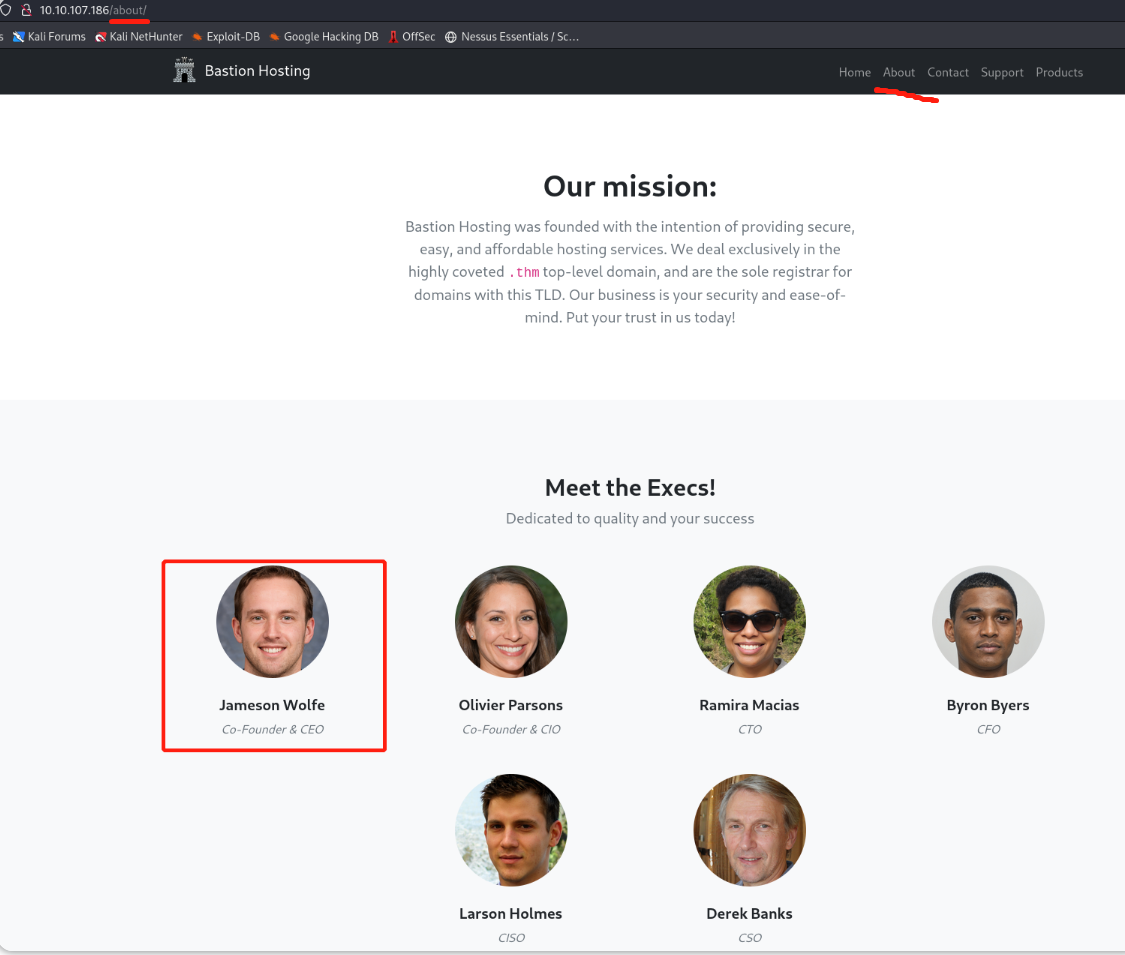 10.10.107.186/about/
s Kali Forums Kali NetHunter Exploit-DB Google Hacking DB OffSec Nessus Essentials / Sc...
Bastion Hosting Home About Contact Support Products
Our mission:
Bastion Hosting was founded with the intention of providing secure,
easy, and affordable hosting services. We deal exclusively in the
highly coveted .thm top-level domain, and are the sole registrar for
domains with this TLD. Our business is your security and ease-of-
mind. Put your trust in us today!
Meet the Execs!
Dedicated to quality and your success
Jameson Wolfe Olivier Parsons Ramira Macias Byron Byers
Co-Founder & CEO Co-Founder & CIO CTO CFO
Larson Holmes Derek Banks
CISO CSO